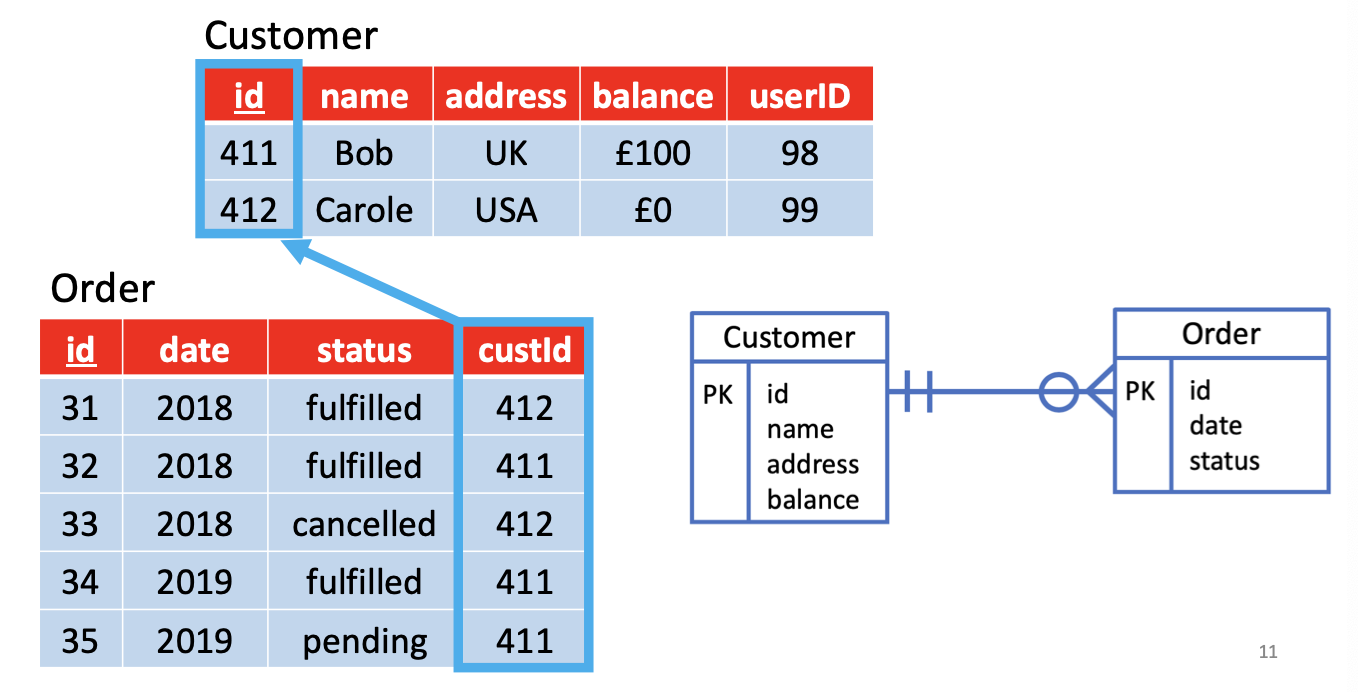 Customer
id name address balance userID
411 Bob UK £100 98
412 Carole USA £0 99
Order
id date status custId
31 2018 fulfilled 412
32 2018 fulfilled 411
33 2018 cancelled 412
34 2019 fulfilled 411
35 2019 pending 411
Customer
PK id
name
address
balance
Order
PK id
date
status
11